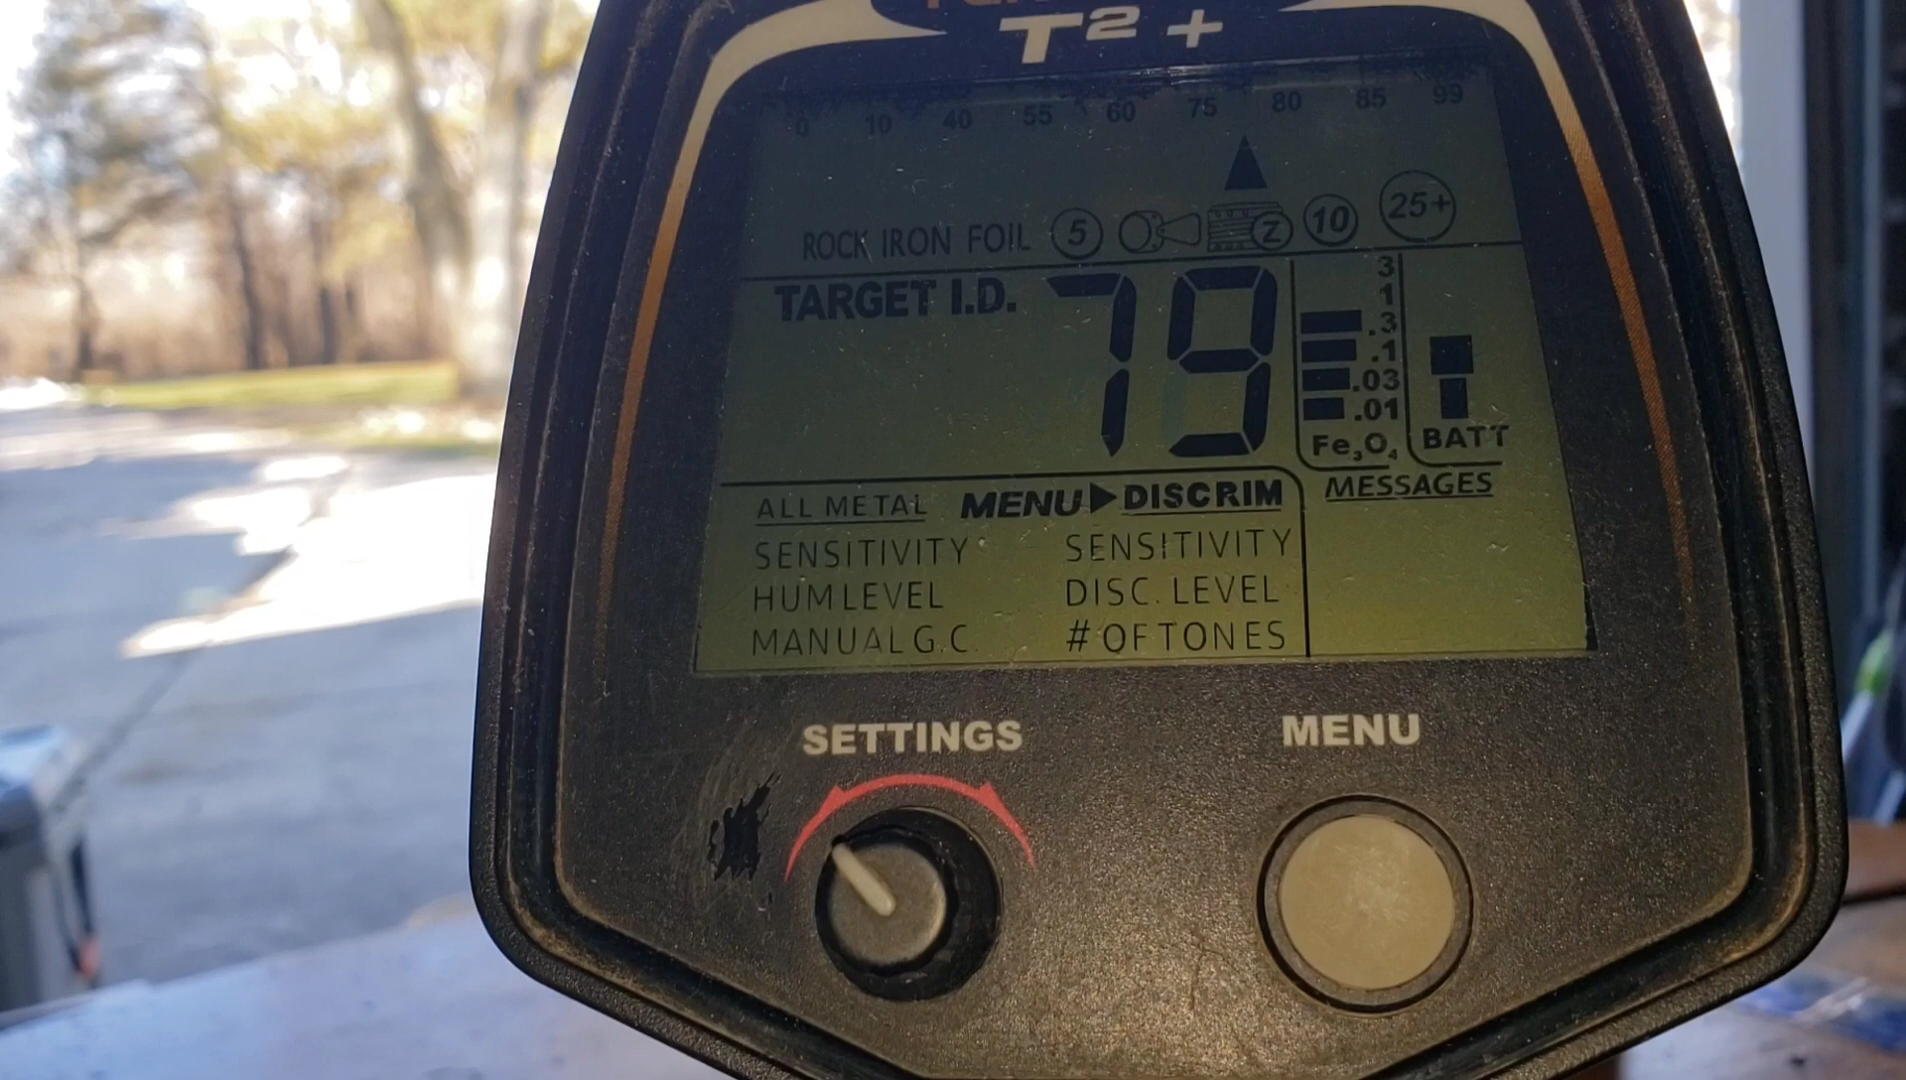 T² +
0 10 40 55 60 75 80 85 99
ROCK IRON FOIL 5 Z 10 25+
TARGET I.D. 79
3
1
.3
.1
.03
.01
Fe₃O₄ BATT
MESSAGES
ALL METAL MENU▶DISCRIM
SENSITIVITY SENSITIVITY
HUM LEVEL DISC. LEVEL
MANUAL G.C. # OF TONES
SETTINGS MENU